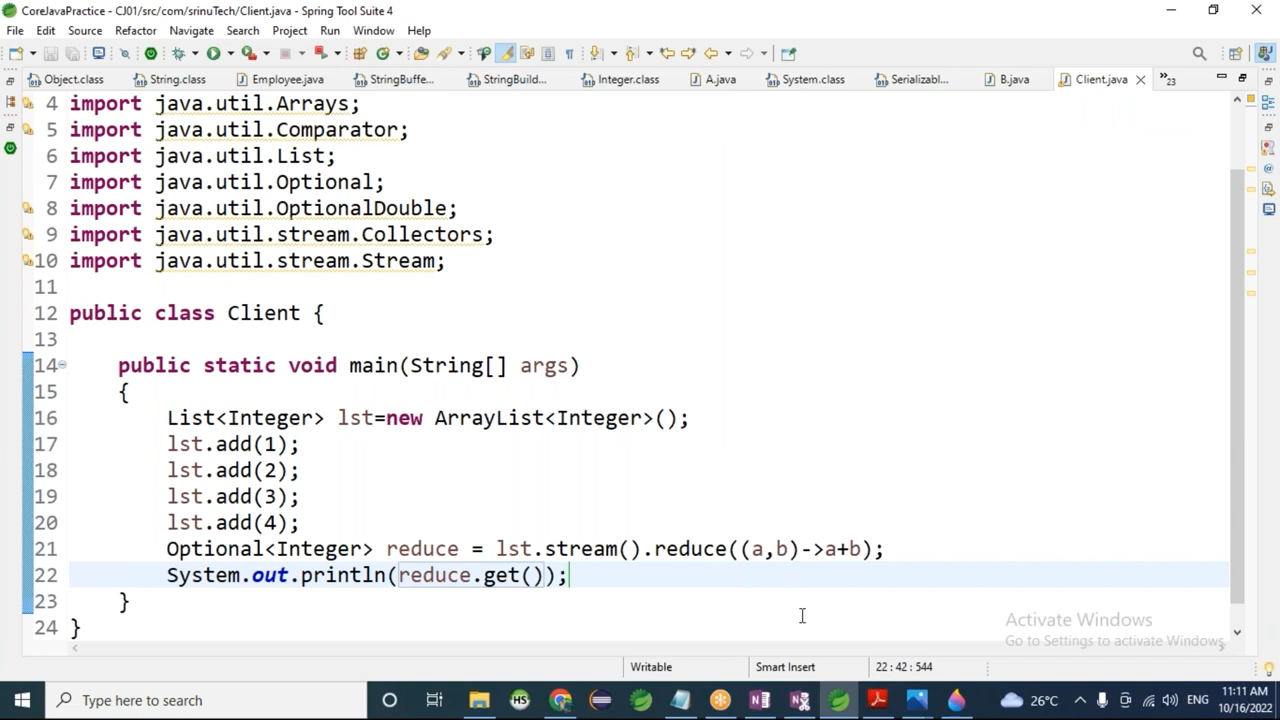 CoreJavaPractice - CJ01/src/com/srinuTech/Client.java - Spring Tool Suite 4
File Edit Source Refactor Navigate Search Project Run Window Help
Object.class String.class Employee.java StringBuffe... StringBuild... Integer.class A.java System.class Serializabl... B.java Client.java 23
4 import java.util.Arrays;
5 import java.util.Comparator;
6 import java.util.List;
7 import java.util.Optional;
8 import java.util.OptionalDouble;
9 import java.util.stream.Collectors;
10 import java.util.stream.Stream;
11
12 public class Client {
13
14 public static void main(String[] args)
15 {
16 List<Integer> lst=new ArrayList<Integer>();
17 lst.add(1);
18 lst.add(2);
19 lst.add(3);
20 lst.add(4);
21 Optional<Integer> reduce = lst.stream().reduce((a,b)->a+b);
22 System.out.println(reduce.get());
23 }
24 }
Activate Windows
Go to Settings to activate Windows.
Writable Smart Insert 22 : 42 : 544
Type here to search HS 26°C ENG 11:11 AM
10/16/2022